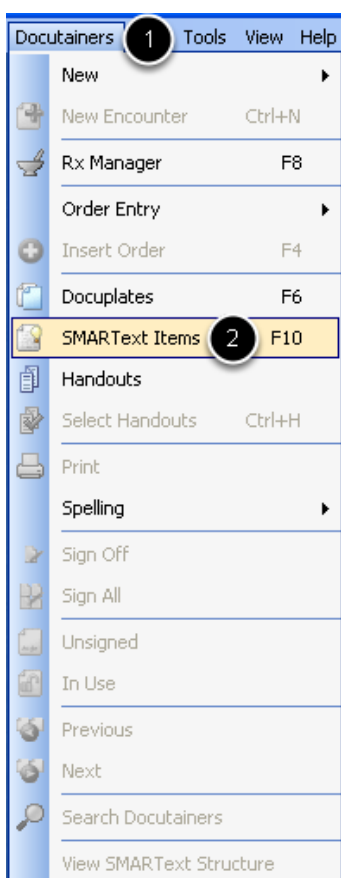 Docutainers 1 Tools View Help
New
New Encounter Ctrl+N
Rx Manager F8
Order Entry
Insert Order F4
Docuplates F6
SMARText Items 2 F10
Handouts
Select Handouts Ctrl+H
Print
Spelling
Sign Off
Sign All
Unsigned
In Use
Previous
Next
Search Docutainers
View SMARText Structure